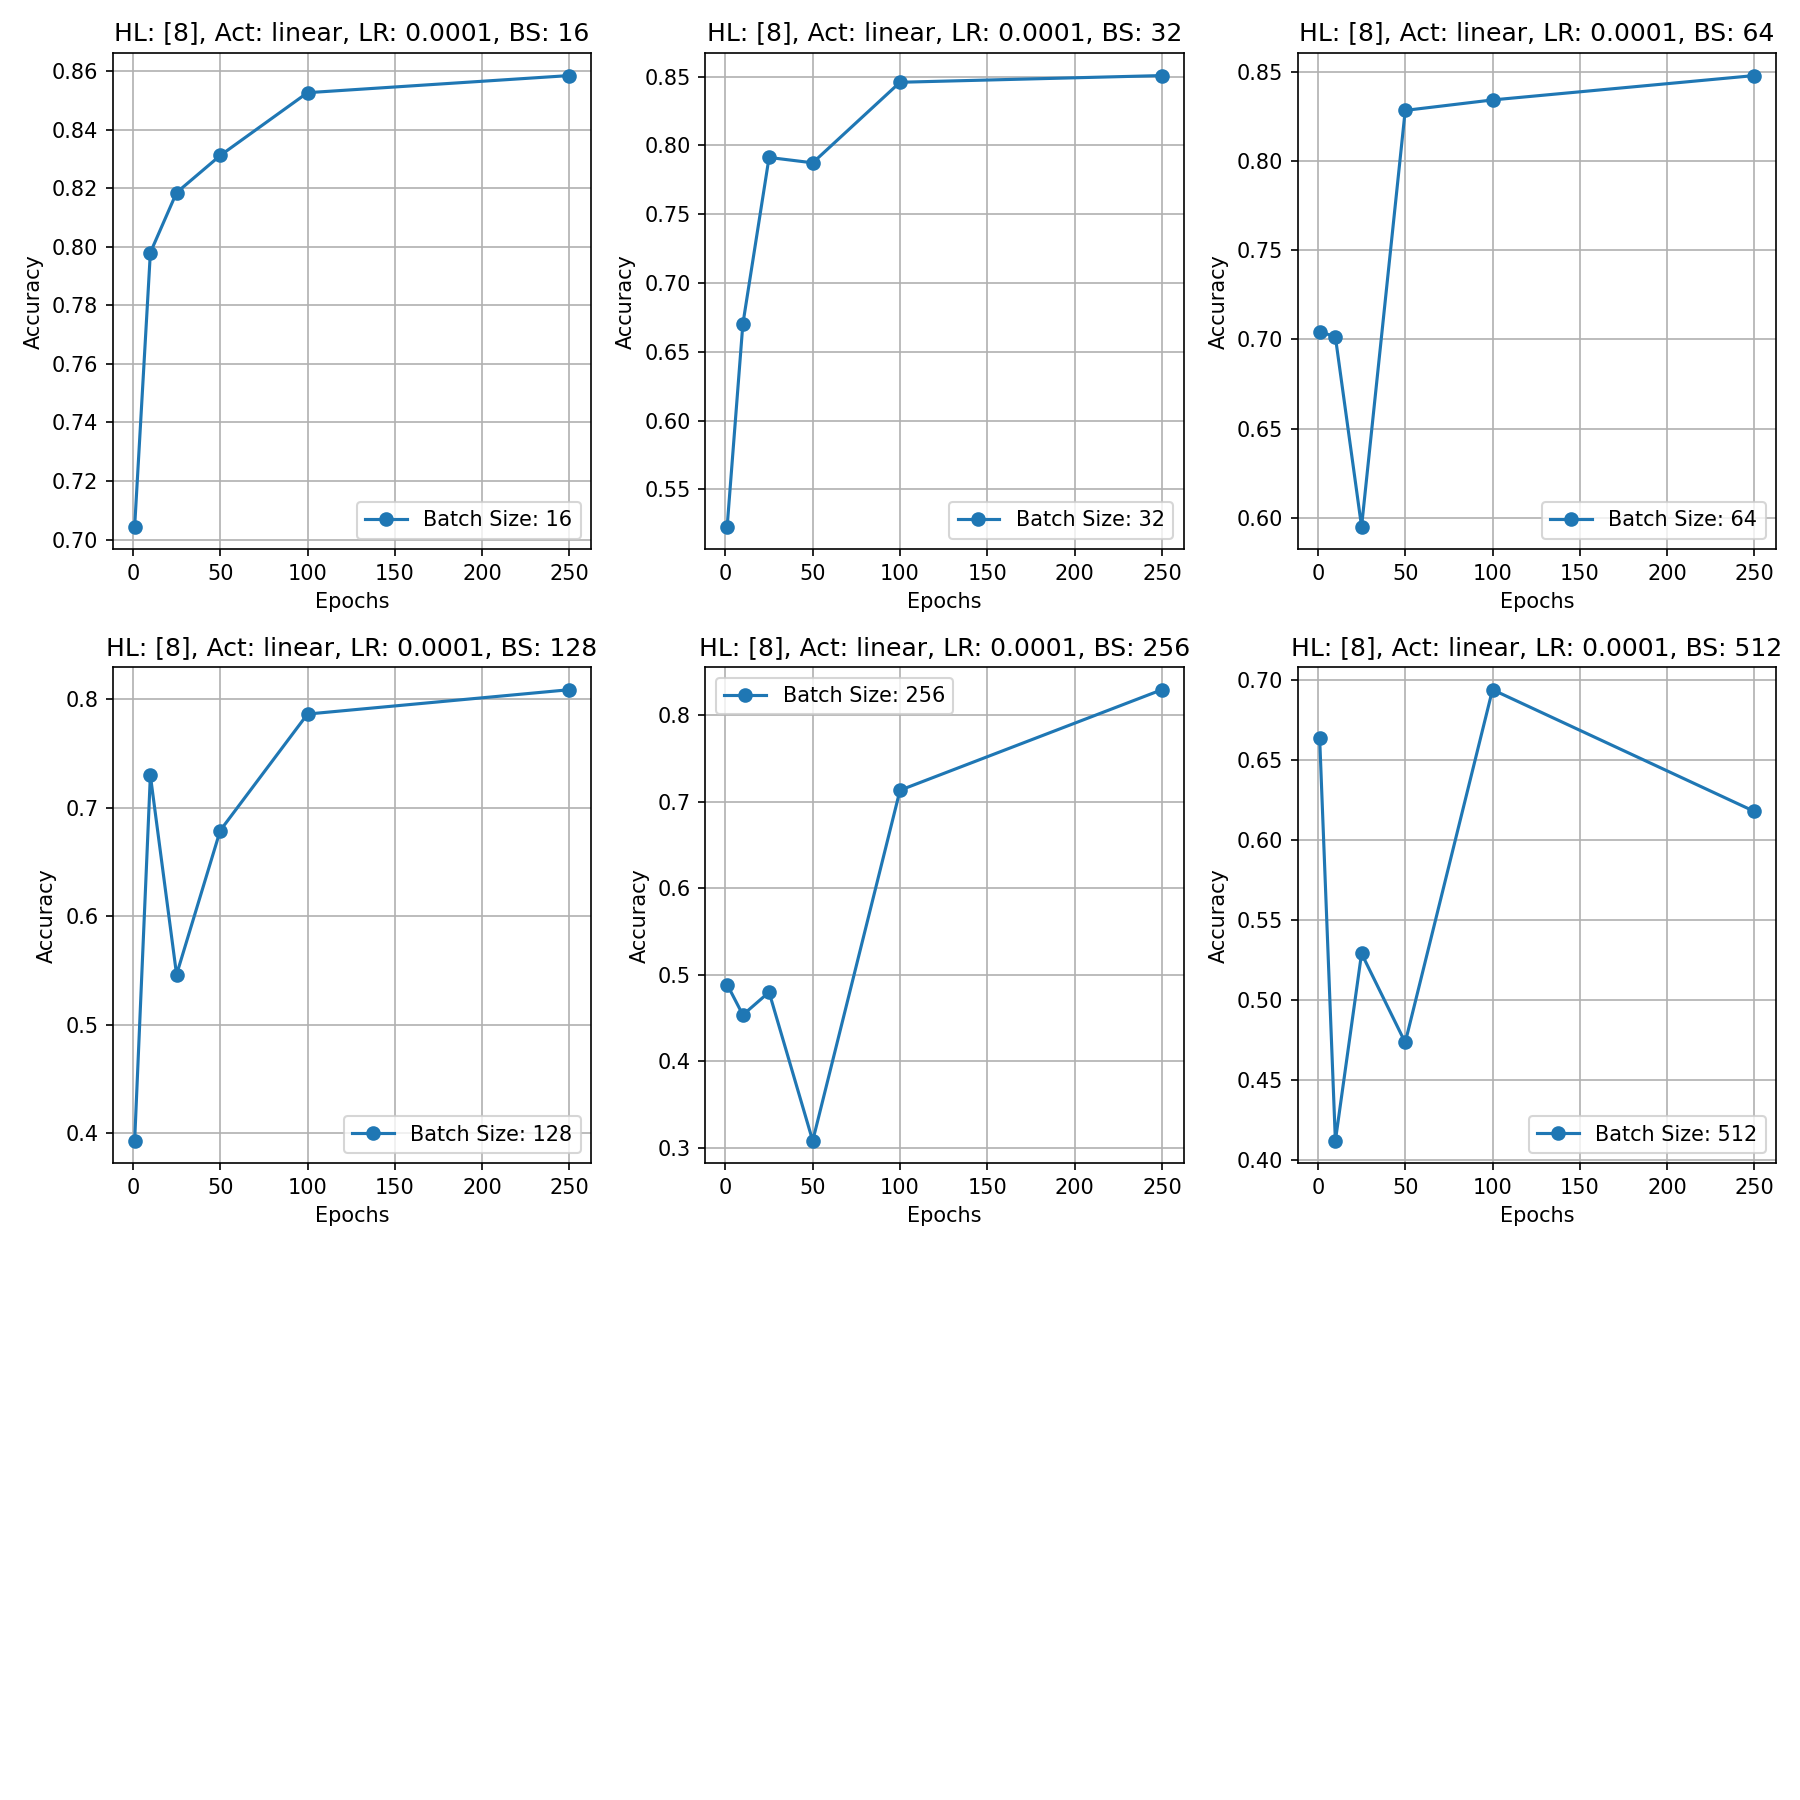 HL: [8], Act: linear, LR: 0.0001, BS: 16
0.86
0.84
0.82
0.80
0.78
0.76
0.74
0.72
0.70
Accuracy
Batch Size: 16
0 50 100 150 200 250
Epochs
HL: [8], Act: linear, LR: 0.0001, BS: 32
0.85
0.80
0.75
0.70
0.65
0.60
0.55
Accuracy
Batch Size: 32
0 50 100 150 200 250
Epochs
HL: [8], Act: linear, LR: 0.0001, BS: 64
0.85
0.80
0.75
0.70
0.65
0.60
Accuracy
Batch Size: 64
0 50 100 150 200 250
Epochs
HL: [8], Act: linear, LR: 0.0001, BS: 128
0.8
0.7
0.6
0.5
0.4
Accuracy
Batch Size: 128
0 50 100 150 200 250
Epochs
HL: [8], Act: linear, LR: 0.0001, BS: 256
Batch Size: 256
0.8
0.7
0.6
0.5
0.4
0.3
Accuracy
0 50 100 150 200 250
Epochs
HL: [8], Act: linear, LR: 0.0001, BS: 512
0.70
0.65
0.60
0.55
0.50
0.45
0.40
Accuracy
Batch Size: 512
0 50 100 150 200 250
Epochs